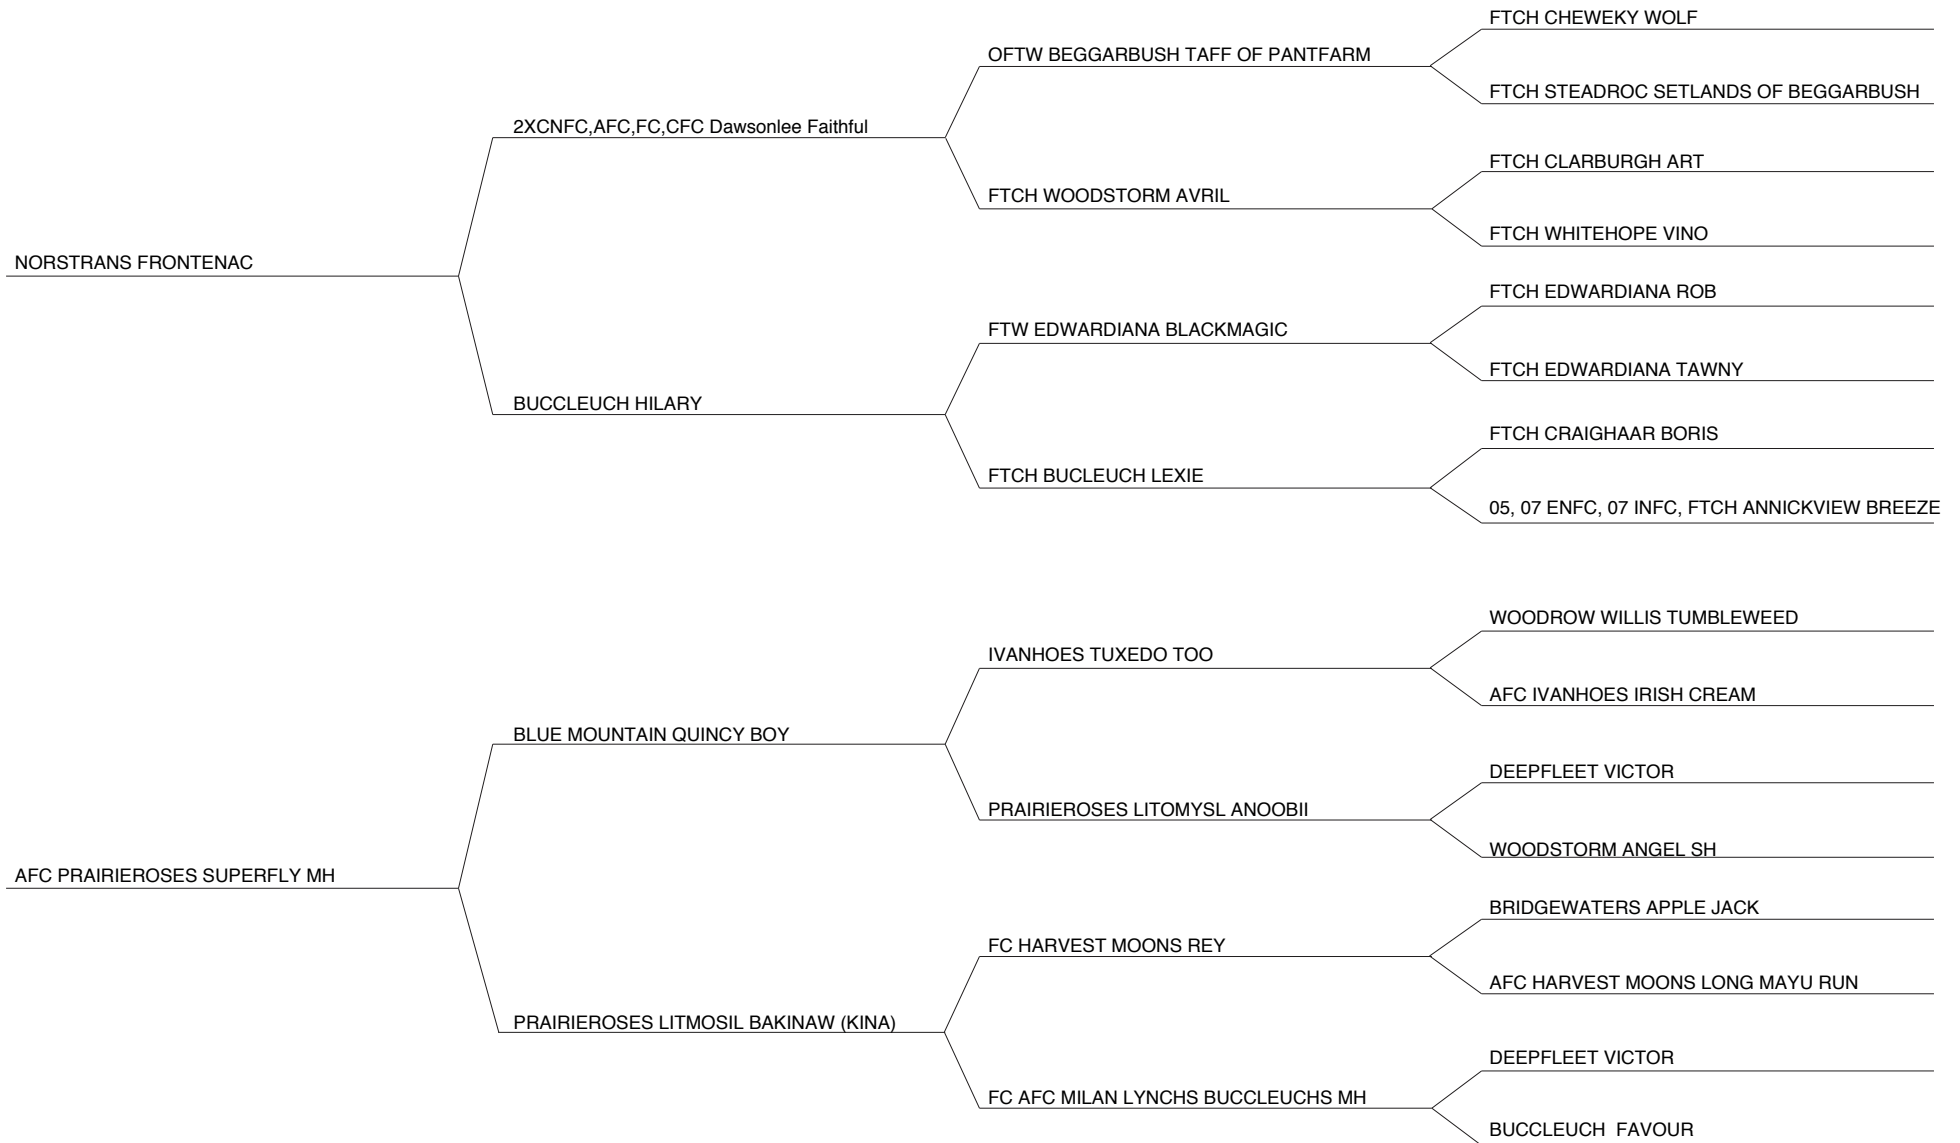 FTCH CHEWEKY WOLF
OFTW BEGGARBUSH TAFF OF PANTFARM
FTCH STEADROC SETLANDS OF BEGGARBUSH
2XCNFC,AFC,FC,CFC Dawsonlee Faithful
FTCH CLARBURGH ART
FTCH WOODSTORM AVRIL
FTCH WHITEHOPE VINO
NORSTRANS FRONTENAC
FTCH EDWARDIANA ROB
FTW EDWARDIANA BLACKMAGIC
FTCH EDWARDIANA TAWNY
BUCCLEUCH HILARY
FTCH CRAIGHAAR BORIS
FTCH BUCLEUCH LEXIE
05, 07 ENFC, 07 INFC, FTCH ANNICKVIEW BREEZE
WOODROW WILLIS TUMBLEWEED
IVANHOES TUXEDO TOO
AFC IVANHOES IRISH CREAM
BLUE MOUNTAIN QUINCY BOY
DEEPFLEET VICTOR
PRAIRIEROSES LITOMYSL ANOOBII
WOODSTORM ANGEL SH
AFC PRAIRIEROSES SUPERFLY MH
BRIDGEWATERS APPLE JACK
FC HARVEST MOONS REY
AFC HARVEST MOONS LONG MAYU RUN
PRAIRIEROSES LITMOSIL BAKINAW (KINA)
DEEPFLEET VICTOR
FC AFC MILAN LYNCHS BUCCLEUCHS MH
BUCCLEUCH  FAVOUR